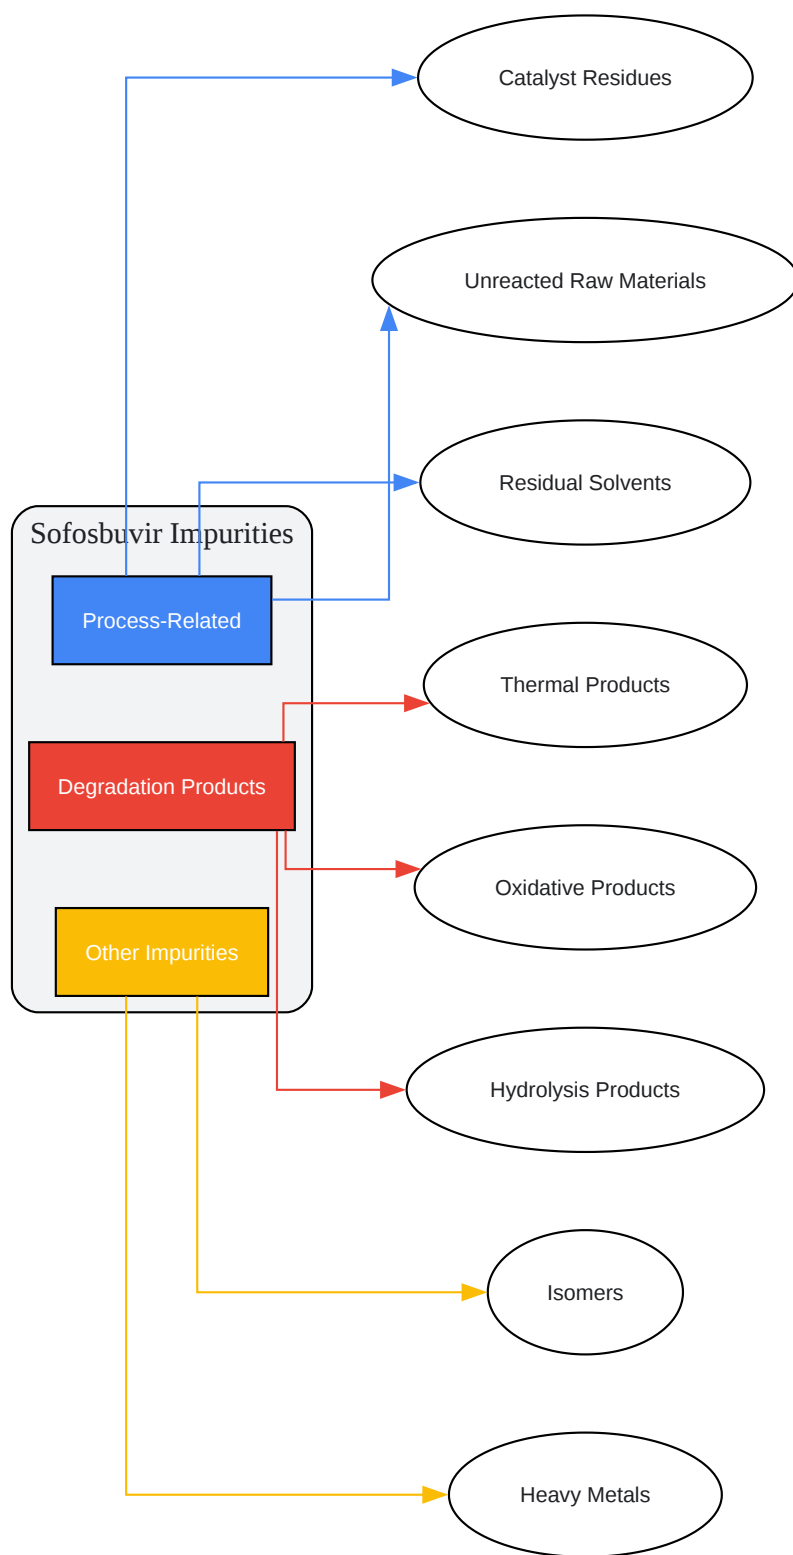 Catalyst Residues
Unreacted Raw Materials
Residual Solvents
Sofosbuvir Impurities
Process-Related
Thermal Products
Degradation Products
Oxidative Products
Other Impurities
Hydrolysis Products
Isomers
Heavy Metals